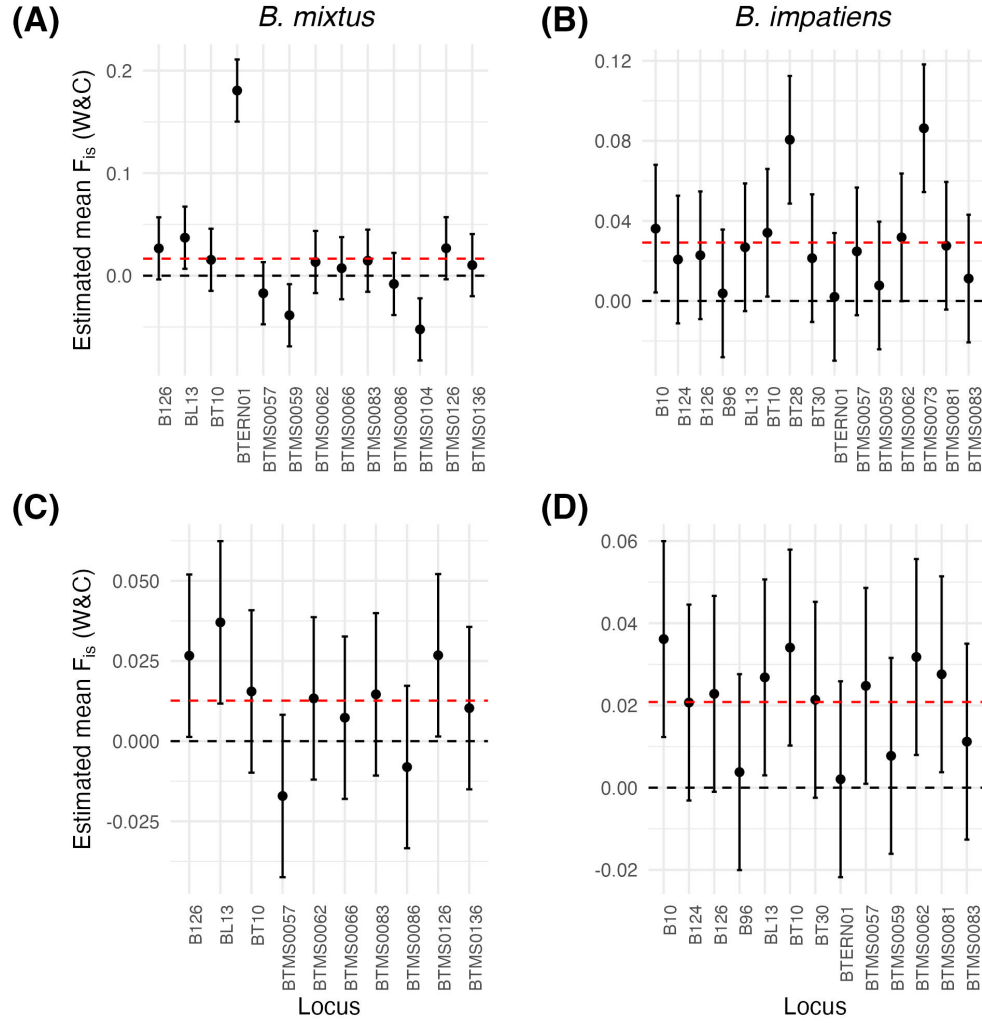 (A) B. mixtus
(B) B. impatiens
Estimated mean Fis (W&C)
0.2
0.1
0.0
B126
BL13
BT10
BTERN01
BTMS0057
BTMS0059
BTMS0062
BTMS0066
BTMS0083
BTMS0086
BTMS0104
BTMS0126
BTMS0136
0.12
0.08
0.04
0.00
B10
B124
B126
B96
BL13
BT10
BT28
BT30
BTERN01
BTMS0057
BTMS0059
BTMS0062
BTMS0073
BTMS0081
BTMS0083
(C)
Estimated mean Fis (W&C)
0.050
0.025
0.000
-0.025
B126
BL13
BT10
BTMS0057
BTMS0062
BTMS0066
BTMS0083
BTMS0086
BTMS0126
BTMS0136
Locus
(D)
0.06
0.04
0.02
0.00
-0.02
B10
B124
B126
B96
BL13
BT10
BT30
BTERN01
BTMS0057
BTMS0059
BTMS0062
BTMS0081
BTMS0083
Locus